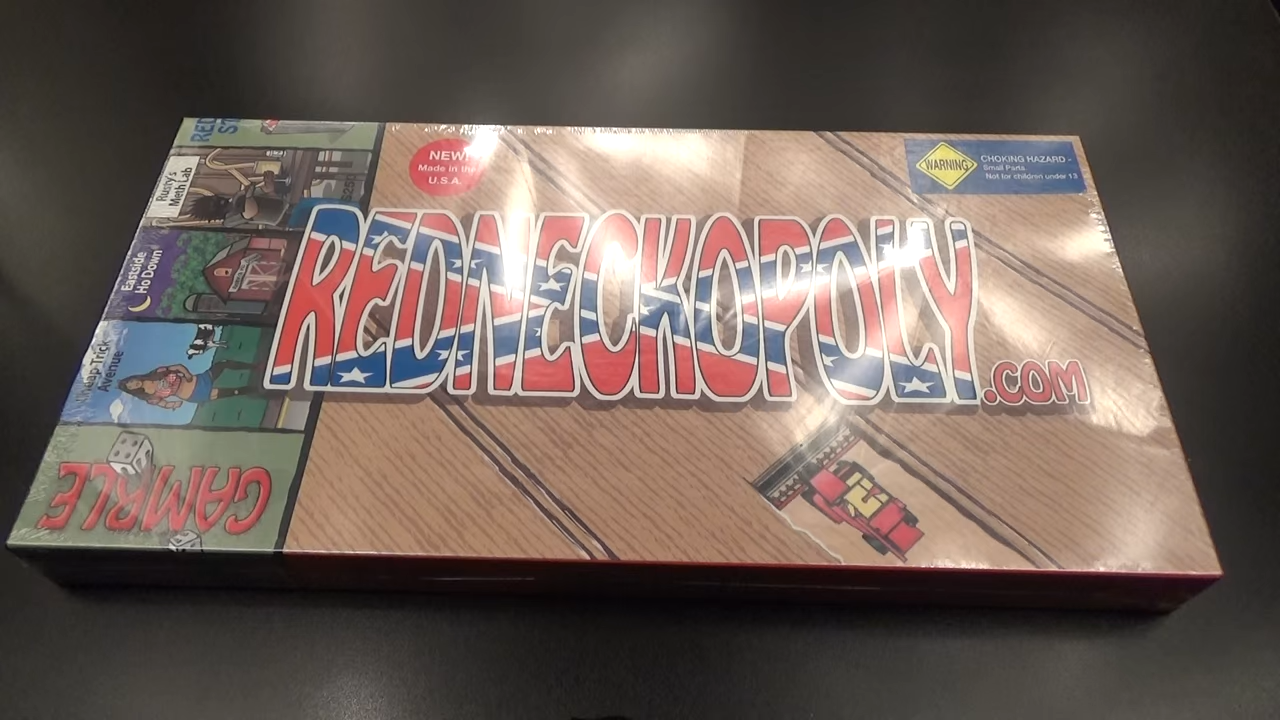 NEW!
Made in the
U.S.A.
WARNING
CHOKING HAZARD -
Small Parts
Not for children under 13
REDNECKOPOLY
.COM
RED
Rusty's
Meth Lab
Eastside
Ho Down
Trick
Avenue
GAMBLE